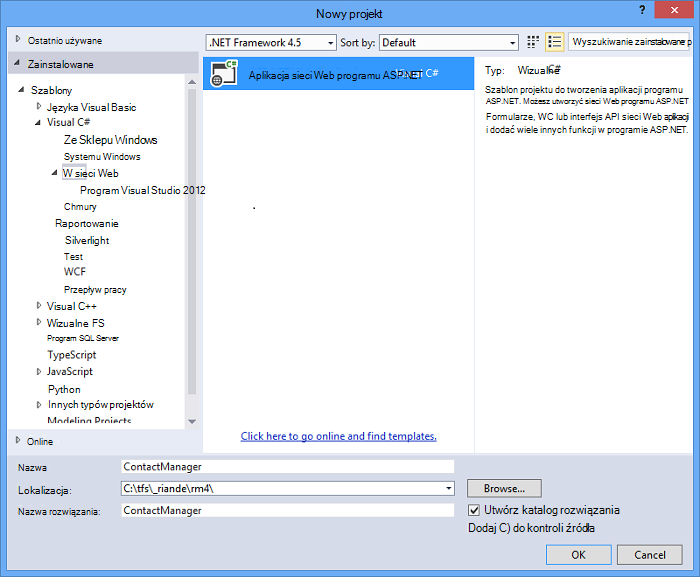 Nowy projekt
?
Ostatnio używane
.NET Framework 4.5
Sort by:
Default
Wyszukiwanie zainstalowane
Zainstalowane
Szablony
Języka Visual Basic
Visual C#
Ze Sklepu Windows
Systemu Windows
W sieci Web
Program Visual Studio 2012
Chmury
Raportowanie
Silverlight
Test
WCF
Przepływ pracy
Visual C++
Wizualne FS
Program SQL Server
TypeScript
JavaScript
Python
Innych typów projektów
Modeling Projects
Online
Aplikacja sieci Web programu ASP.NET C#
Click here to go online and find templates.
Typ: Wizualne C#
Szablon projektu do tworzenia aplikacji programu
ASP.NET. Możesz utworzyć sieci Web programu ASP.NET
Formularze, WC lub interfejs API sieci Web aplikacji
i dodać wiele innych funkcji w programie ASP.NET.
Nazwa
ContactManager
Lokalizacja:
C:\tfs\_riande\rm4\
Browse...
Nazwa rozwiązania:
ContactManager
Utwórz katalog rozwiązania
Dodaj C) do kontroli źródła
OK
Cancel